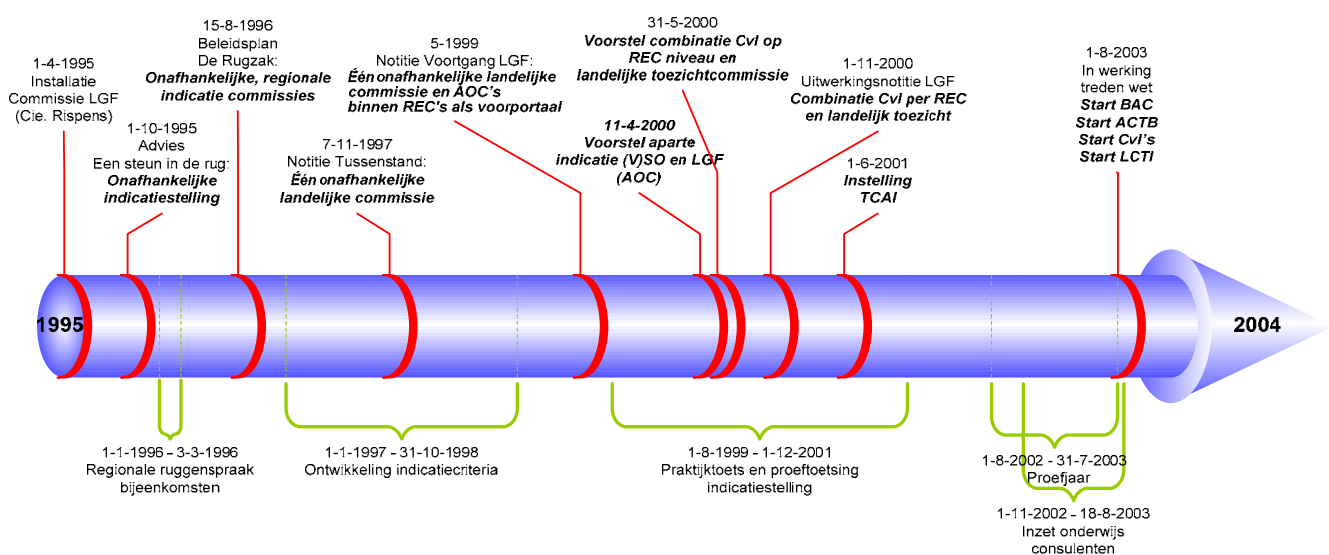 1-4-1995
Installatie
Commissie LGF
(Cie. Rispens)
1-10-1995
Advies
Een steun in de rug:
Onafhankelijke
indicatiestelling
15-8-1996
Beleidsplan
De Rugzak:
Onafhankelijke, regionale
indicatie commissies
7-11-1997
Notitie Tussenstand:
Één onafhankelijke
landelijke commissie
5-1999
Notitie Voortgang LGF:
Één onafhankelijke landelijke
commissie en AOC's
binnen REC's als voorportaal
11-4-2000
Voorstel aparte
indicatie (V)SO en LGF
(AOC)
31-5-2000
Voorstel combinatie CvI op
REC niveau en
landelijke toezichtcommissie
1-11-2000
Uitwerkingsnotitie LGF
Combinatie CvI per REC
en landelijk toezicht
1-6-2001
Instelling
TCAI
1-8-2003
In werking
treden wet
Start BAC
Start ACTB
Start CvI's
Start LCTI
1995
2004
1-1-1996 - 3-3-1996
Regionale ruggenspraak
bijeenkomsten
1-1-1997 - 31-10-1998
Ontwikkeling indicatiecriteria
1-8-1999 - 1-12-2001
Praktijktoets en proeftoetsing
indicatiestelling
1-8-2002 - 31-7-2003
Proefjaar
1-11-2002 - 18-8-2003
Inzet onderwijs
consulenten